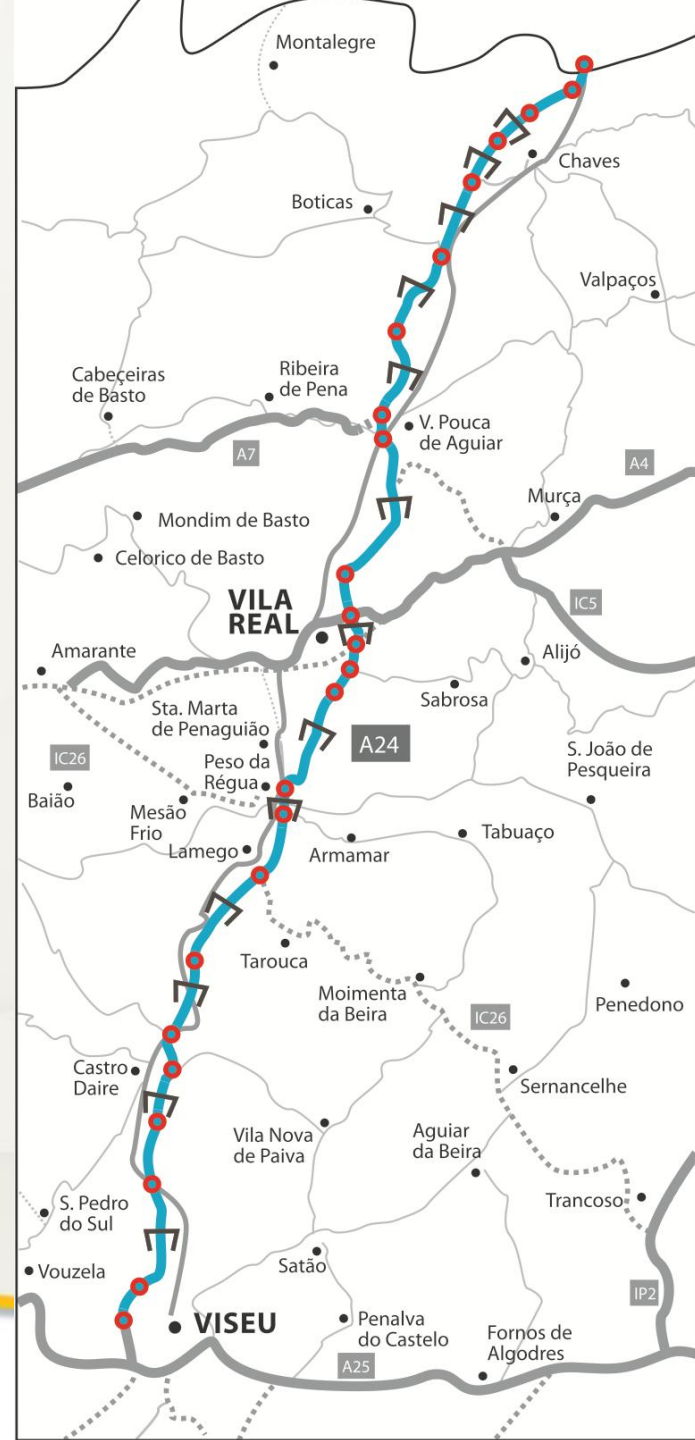 Montalegre
Chaves
Boticas
Valpaços
Cabeçeiras
de Basto
Ribeira
de Pena
V. Pouca
de Aguiar
A7
A4
Murça
Mondim de Basto
Celorico de Basto
VILA
REAL
IC5
Amarante
Alijó
Sabrosa
Sta. Marta
de Penaguião
A24
IC26
Peso da
Régua
S. João de
Pesqueira
Baião
Mesão
Frio
Tabuaço
Lamego
Armamar
Tarouca
Moimenta
da Beira
Penedono
IC26
Castro
Daire
Sernancelhe
Vila Nova
de Paiva
Aguiar
da Beira
Trancoso
S. Pedro
do Sul
Satão
Vouzela
IP2
VISEU
Penalva
do Castelo
Fornos de
Algodres
A25